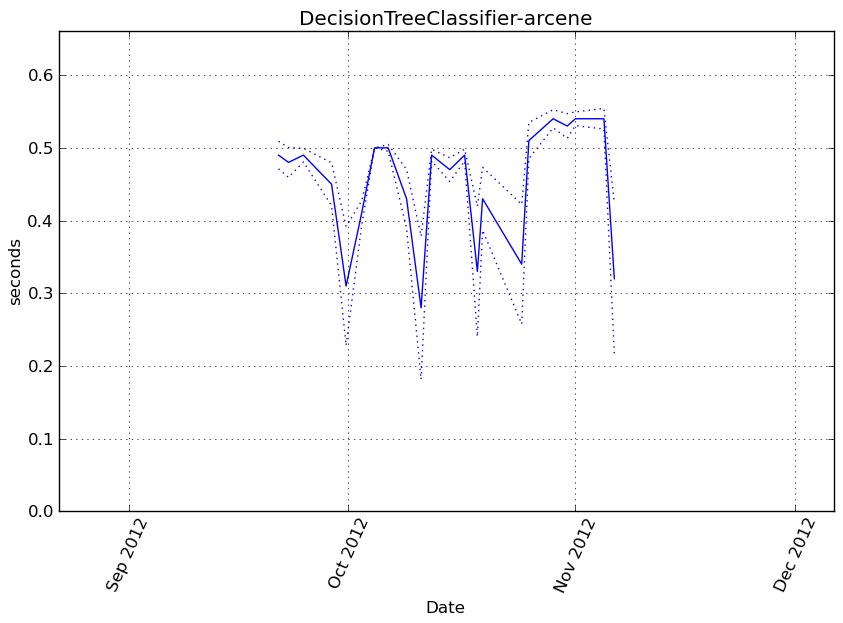 DecisionTreeClassifier-arcene
seconds
0.6
0.5
0.4
0.3
0.2
0.1
0.0
Sep 2012
Oct 2012
Nov 2012
Dec 2012
Date